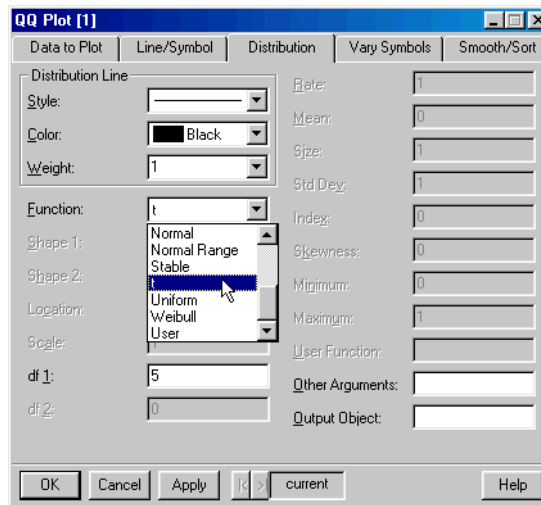 QQ Plot [1]
Data to Plot
Line/Symbol
Distribution
Vary Symbols
Smooth/Sort
Distribution Line
Style:
Color:
Black
Weight:
1
Function:
t
Normal
Normal Range
Stable
t
Uniform
Weibull
User
Shape 1:
Shape 2:
Location:
Scale:
df 1:
5
df 2:
0
Rate:
1
Mean:
0
Size:
1
Std Dev:
1
Index:
0
Skewness:
0
Minimum:
0
Maximum:
1
User Function:
Other Arguments:
Output Object:
OK
Cancel
Apply
current
Help